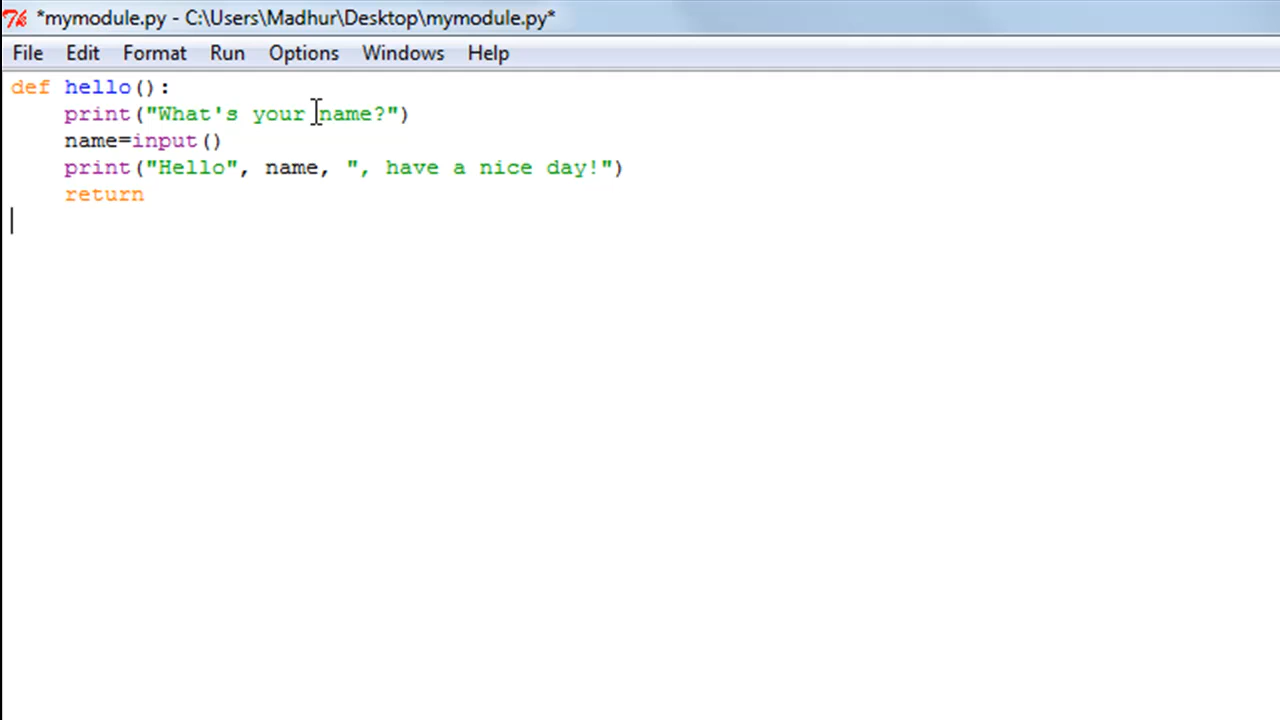 *mymodule.py - C:\Users\Madhur\Desktop\mymodule.py*
File Edit Format Run Options Windows Help
def hello():
    print("What's your name?")
    name=input()
    print("Hello", name, ", have a nice day!")
    return